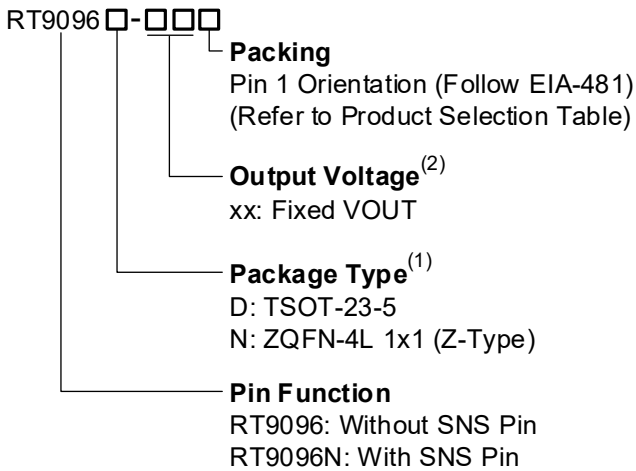 RT9096□-□□□
Packing
Pin 1 Orientation (Follow EIA-481)
(Refer to Product Selection Table)
Output Voltage(2)
xx: Fixed VOUT
Package Type(1)
D: TSOT-23-5
N: ZQFN-4L 1x1 (Z-Type)
Pin Function
RT9096: Without SNS Pin
RT9096N: With SNS Pin